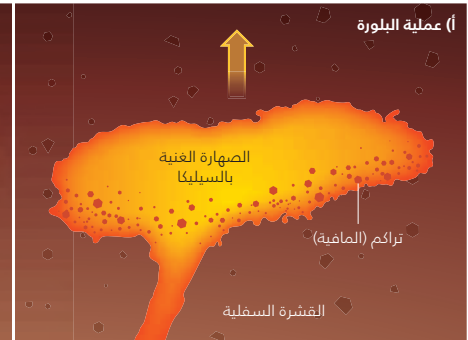 أ) عملية البلورة
الصهارة الغنية
بالسيليكا
تراكم (المافية)
القشرة السفلية